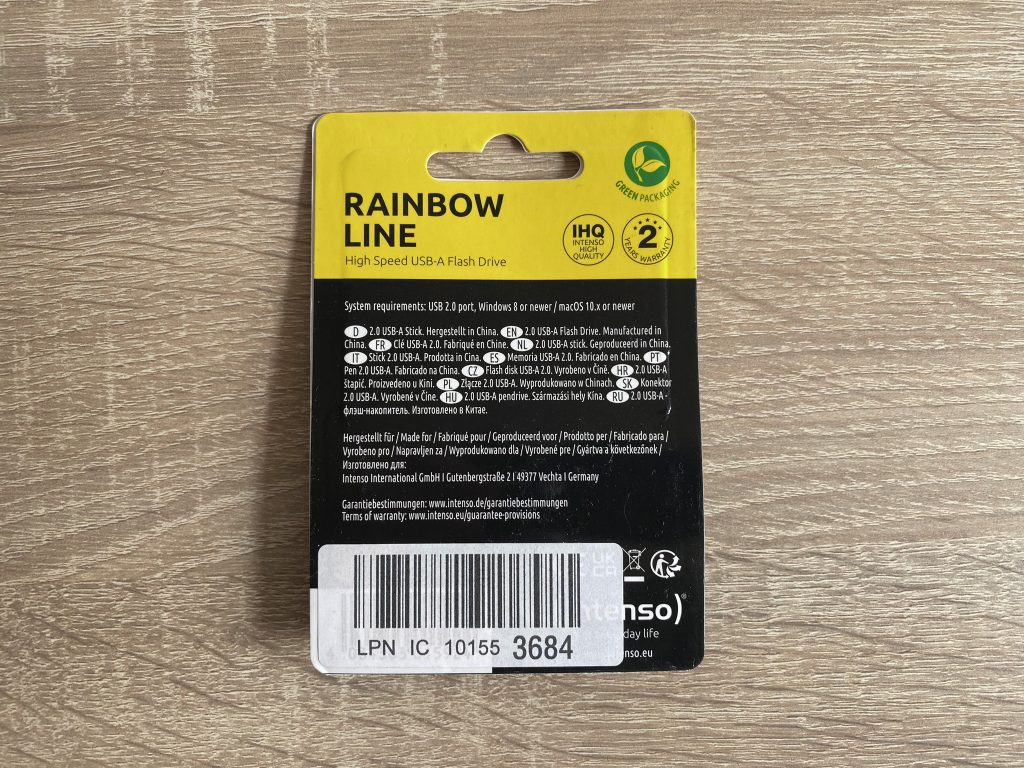 GREEN PACKAGING
RAINBOW
LINE
High Speed USB-A Flash Drive
IHQ
INTENSO
HIGH
QUALITY
2
YEARS WARRANTY
System requirements: USB 2.0 port, Windows 8 or newer / macOS 10.x or newer
D 2.0 USB-A Stick. Hergestellt in China. EN 2.0 USB-A Flash Drive. Manufactured in
China. FR Clé USB-A 2.0. Fabriqué en Chine. NL 2.0 USB-A stick. Geproduceerd in China.
IT Stick 2.0 USB-A. Prodotta in Cina. ES Memoria USB-A 2.0. Fabricado en China. PT
Pen 2.0 USB-A. Fabricado na China. CZ Flash disk USB-A 2.0. Vyrobeno v Číně. HR 2.0 USB-A
štapić. Proizvedeno u Kini. PL Złącze 2.0 USB-A. Wyprodukowano w Chinach. SK Konektor
2.0 USB-A. Vyrobené v Číne. HU 2.0 USB-A pendrive. Származási hely Kína. RU 2.0 USB-A -
флэш-накопитель. Изготовлено в Китае.
Hergestellt für / Made for / Fabriqué pour / Geproduceerd voor / Prodotto per / Fabricado para /
Vyrobeno pro / Napravljen za / Wyprodukowano dla / Vyrobené pre / Gyártva a következőnek /
Изготовлено для:
Intenso International GmbH I Gutenbergstraße 2 I 49377 Vechta I Germany
Garantiebestimmungen: www.intenso.de/garantiebestimmungen
Terms of warranty: www.intenso.eu/guarantee-provisions
UK
CA
intenso)®
day life
nso.eu
LPN IC 10155 3684